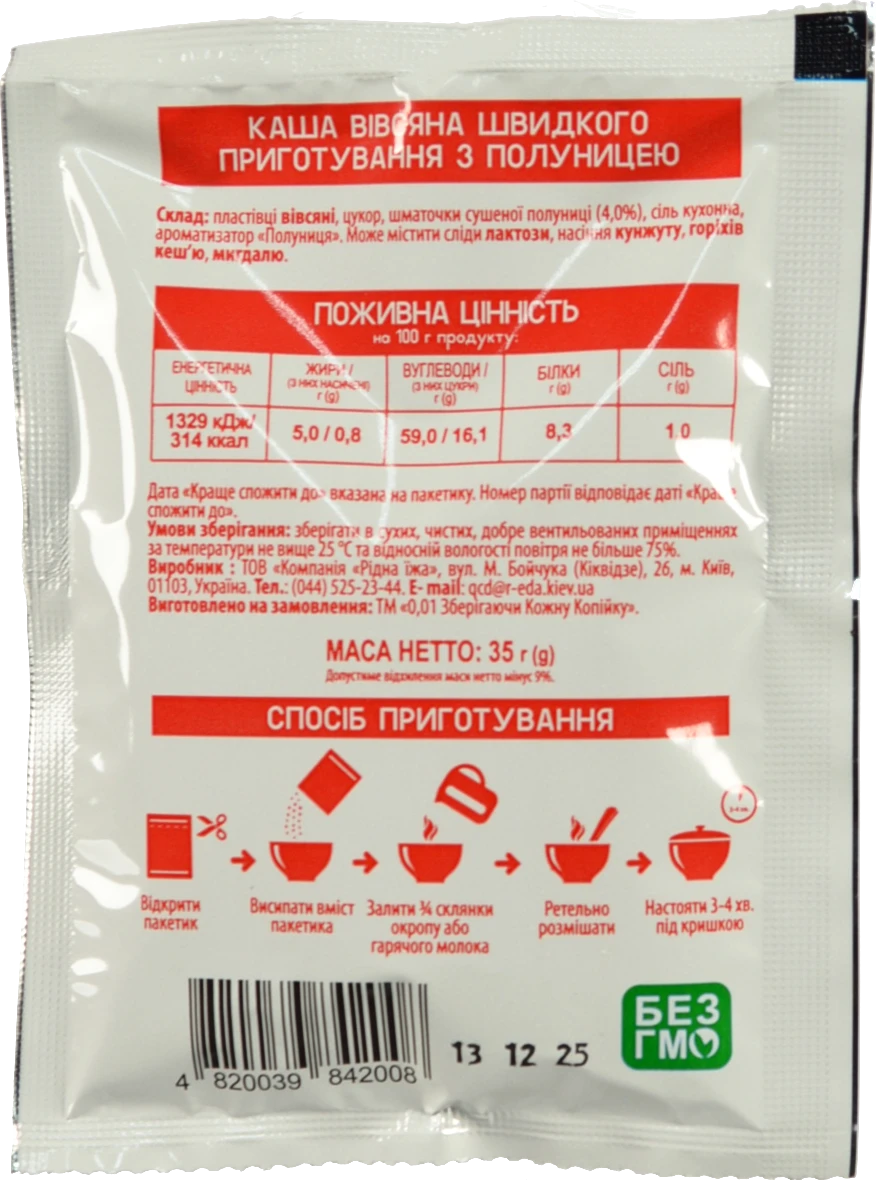 КАША ВІВСЯНА ШВИДКОГО
ПРИГОТУВАННЯ З ПОЛУНИЦЕЮ
Склад: пластівці вівсяні, цукор, шматочки сушеної полуниці (4,0%), сіль кухонна,
ароматизатор «Полуниця». Може містити сліди лактози, насіння кунжуту, горіхів
кеш'ю, мигдалю.
ПОЖИВНА ЦІННІСТЬ
на 100 г продукту:
ЕНЕРГЕТИЧНА ЦІННІСТЬ
ЖИРИ / (З НИХ НАСИЧЕНІ) г (g)
ВУГЛЕВОДИ / (З НИХ ЦУКРИ) г (g)
БІЛКИ г (g)
СІЛЬ г (g)
1329 кДж/ 314 ккал
5,0 / 0,8
59,0 / 16,1
8,3
1.0
Дата «Краще спожити до» вказана на пакетику. Номер партії відповідає даті «Краще
спожити до».
Умови зберігання: зберігати в сухих, чистих, добре вентильованих приміщеннях
за температури не вище 25 °С та відносній вологості повітря не більше 75%.
Виробник : ТОВ «Компанія «Рідна їжа», вул. М. Бойчука (Кіквідзе), 26, м. Київ,
01103, Україна. Тел.: (044) 525-23-44. E- mail: qcd@r-eda.kiev.ua
Виготовлено на замовлення: ТМ «0,01 Зберігаючи Кожну Копійку».
МАСА НЕТТО: 35 г (g)
Допустиме відхилення маси нетто мінус 9%.
СПОСІБ ПРИГОТУВАННЯ
3-4 хв.
Відкрити
пакетик
Висипати вміст
пакетика
Залити ¾ склянки
окропу або
гарячого молока
Ретельно
розмішати
Настояти 3-4 хв.
під кришкою
4 820039 842008
13 12 25
БЕЗ
ГМО